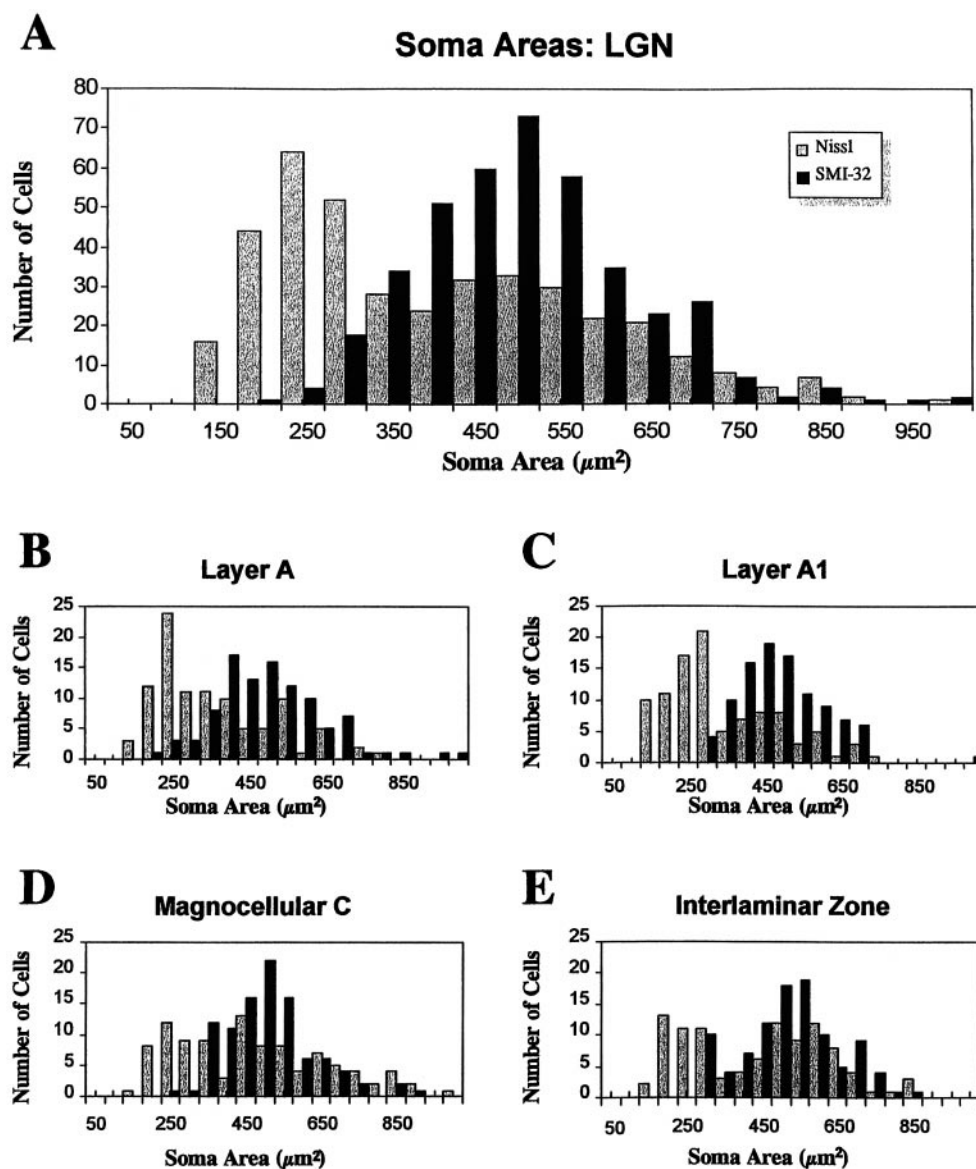 A
Soma Areas: LGN
80
70
60
50
40
30
20
10
0
Number of Cells
Nissl
SMI-32
50 150 250 350 450 550 650 750 850 950
Soma Area (µm²)
B
Layer A
25
20
15
10
5
0
Number of Cells
50 250 450 650 850
Soma Area (µm²)
C
Layer A1
25
20
15
10
5
0
Number of Cells
50 250 450 650 850
Soma Area (µm²)
D
Magnocellular C
25
20
15
10
5
0
Number of Cells
50 250 450 650 850
Soma Area (µm²)
E
Interlaminar Zone
25
20
15
10
5
0
Number of Cells
50 250 450 650 850
Soma Area (µm²)